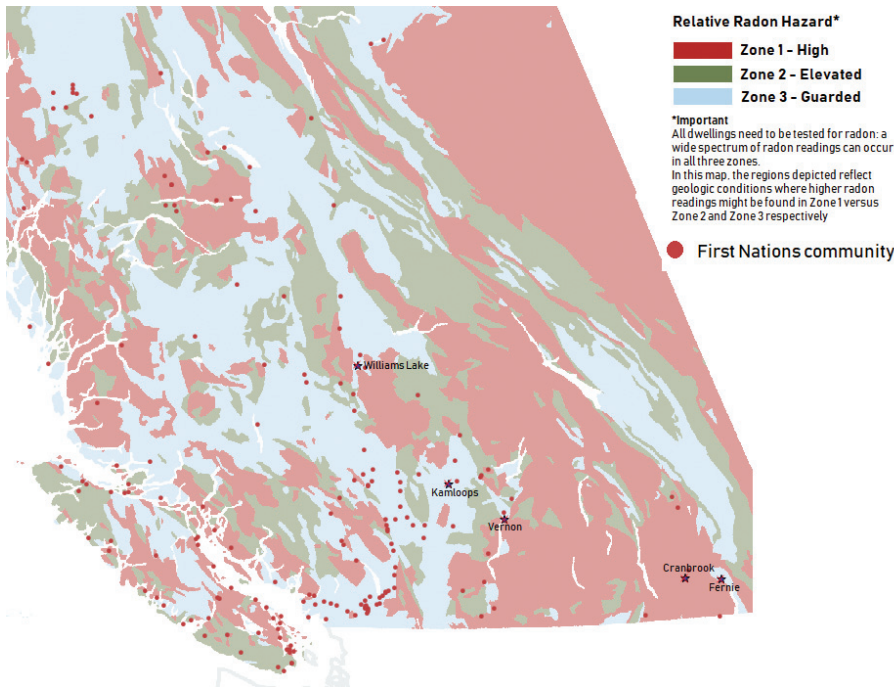 Relative Radon Hazard*
Zone 1 - High
Zone 2 - Elevated
Zone 3 - Guarded
*Important
All dwellings need to be tested for radon: a
wide spectrum of radon readings can occur
in all three zones.
In this map. the regions depicted reflect
geologic conditions where higher radon
readings might be found in Zone 1 versus
Zone 2 and Zone 3 respectively
First Nations community
Williams Lake
Kamloops
Vernon
Cranbrook
Fernie